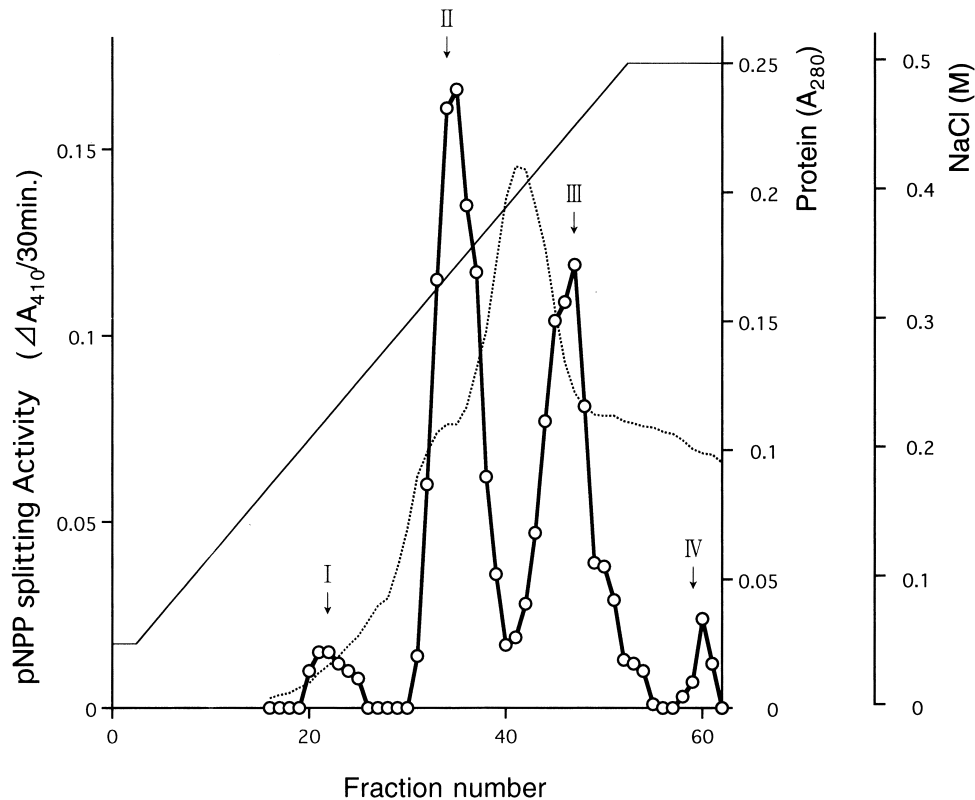 II
0.25
0.5
0.15
0.2
0.4
III
0.1
0.15
0.3
0.05
0.1
0.2
IV
I
0.05
0.1
0
0
0
0
20
40
60
Fraction number
pNPP splitting Activity (ΔA410/30min.)
Protein (A280)
NaCl (M)